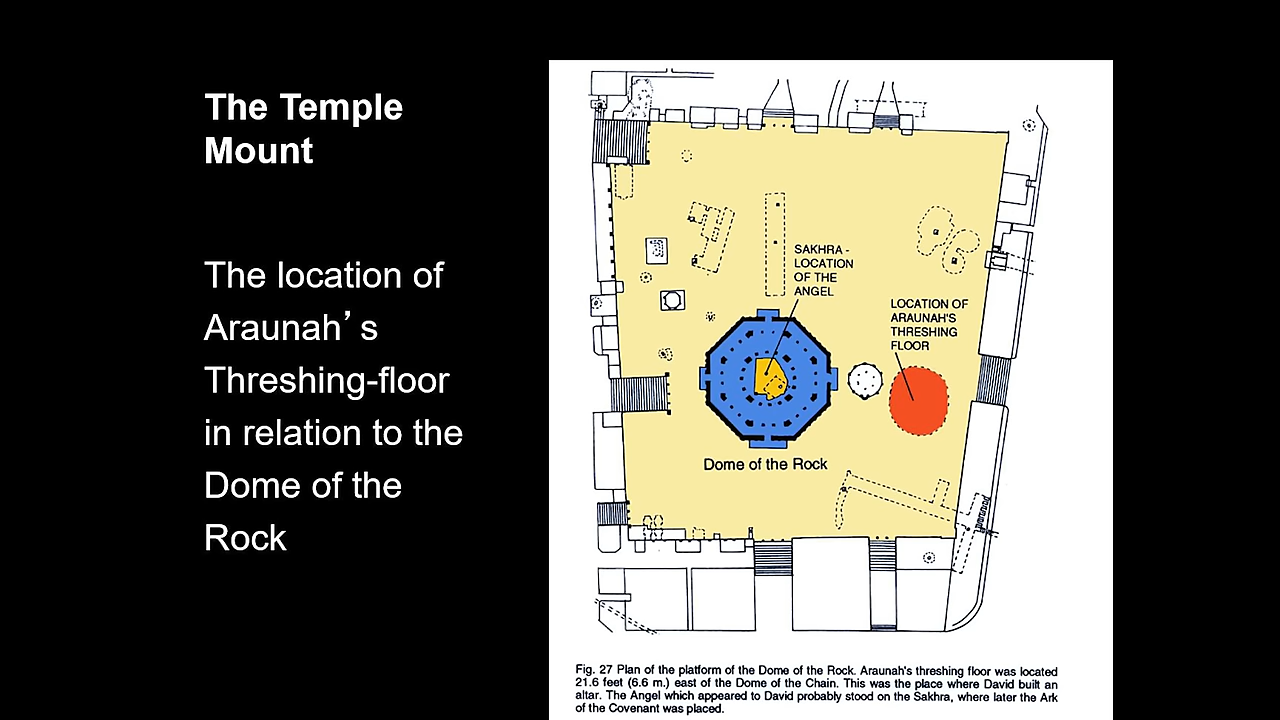 The Temple
Mount
The location of
Araunah’s
Threshing-floor
in relation to the
Dome of the
Rock
SAKHRA -
LOCATION
OF THE
ANGEL
LOCATION OF
ARAUNAH'S
THRESHING
FLOOR
Dome of the Rock
Fig. 27 Plan of the platform of the Dome of the Rock. Araunah's threshing floor was located
21.6 feet (6.6 m.) east of the Dome of the Chain. This was the place where David built an
altar. The Angel which appeared to David probably stood on the Sakhra, where later the Ark
of the Covenant was placed.